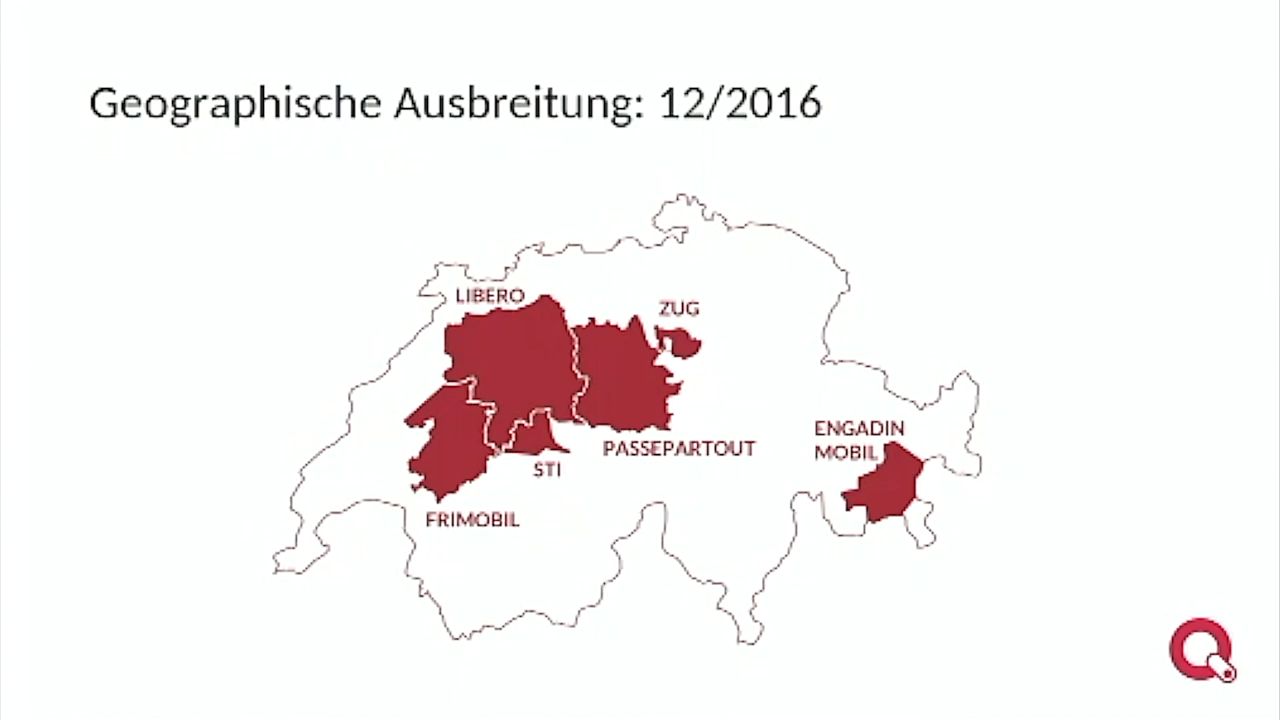 Geographische Ausbreitung: 12/2016
LIBERO
ZUG
ENGADIN
MOBIL
PASSEPARTOUT
STI
FRIMOBIL